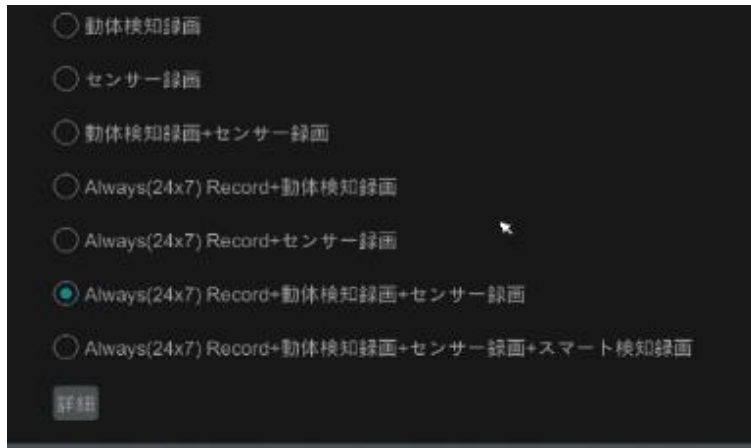 動体検知録画
センサー録画
動体検知録画+センサー録画
Always(24x7) Record+動体検知録画
Always(24x7) Record+センサー録画
Always(24x7) Record+動体検知録画+センサー録画
Always(24x7) Record+動体検知録画+センサー録画+スマート検知録画
詳細